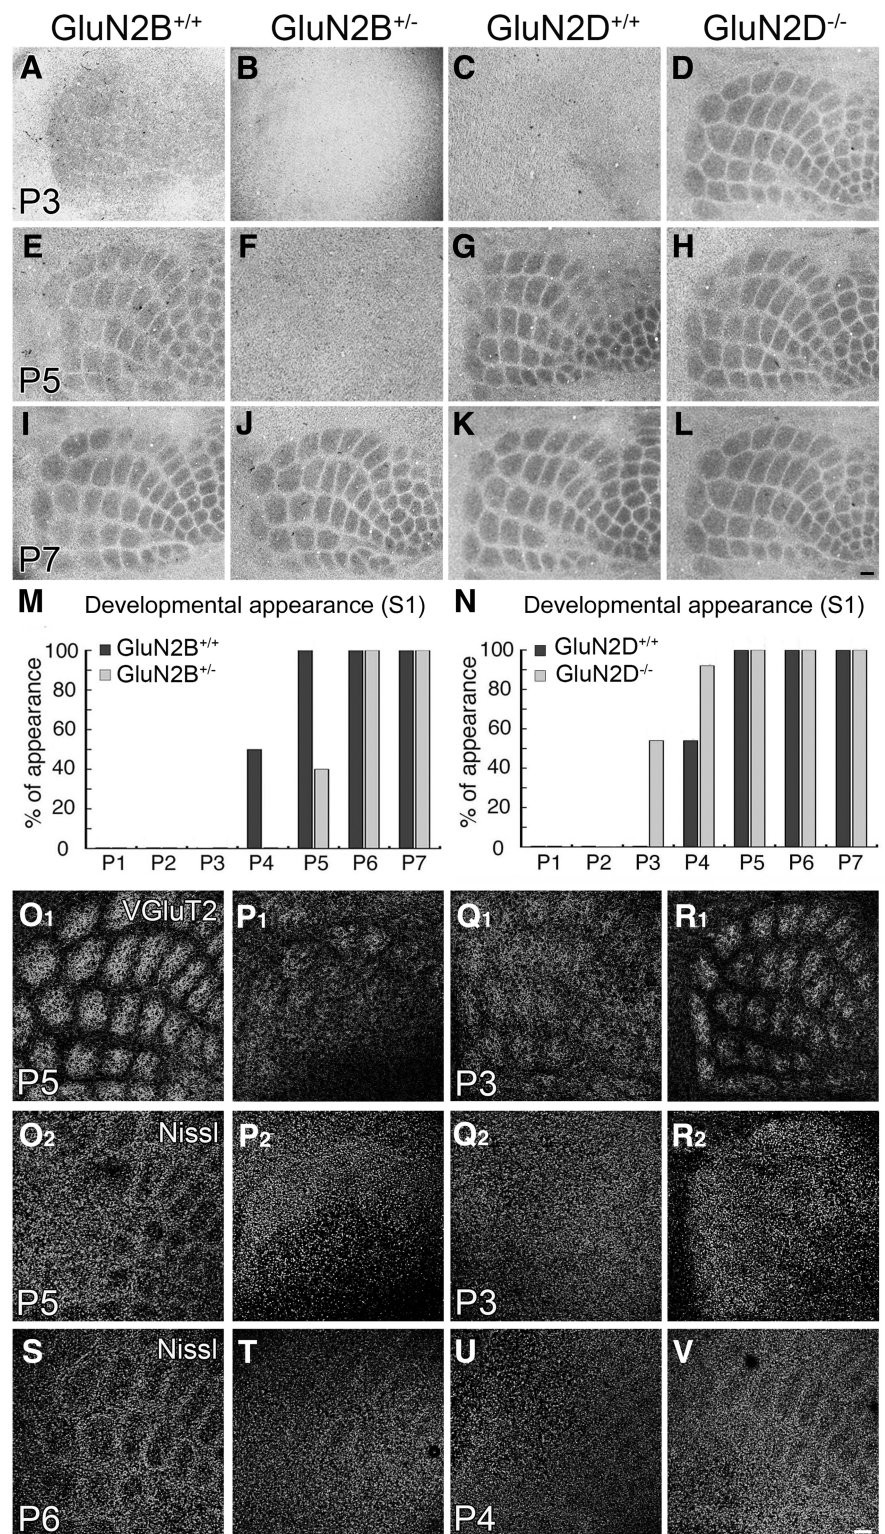 GluN2B+/+ GluN2B+/- GluN2D+/+ GluN2D-/-
A B C D
P3
E F G H
P5
I J K L
P7
M Developmental appearance (S1) N Developmental appearance (S1)
100 GluN2B+/+ 100 GluN2D+/+
80 GluN2B+/- 80 GluN2D-/-
60 60
40 40
20 20
0 0
% of appearance % of appearance
P1 P2 P3 P4 P5 P6 P7 P1 P2 P3 P4 P5 P6 P7
O1 VGluT2 P1 Q1 R1
P5 P3
O2 Nissl P2 Q2 R2
P5 P3
S Nissl T U V
P6 P4